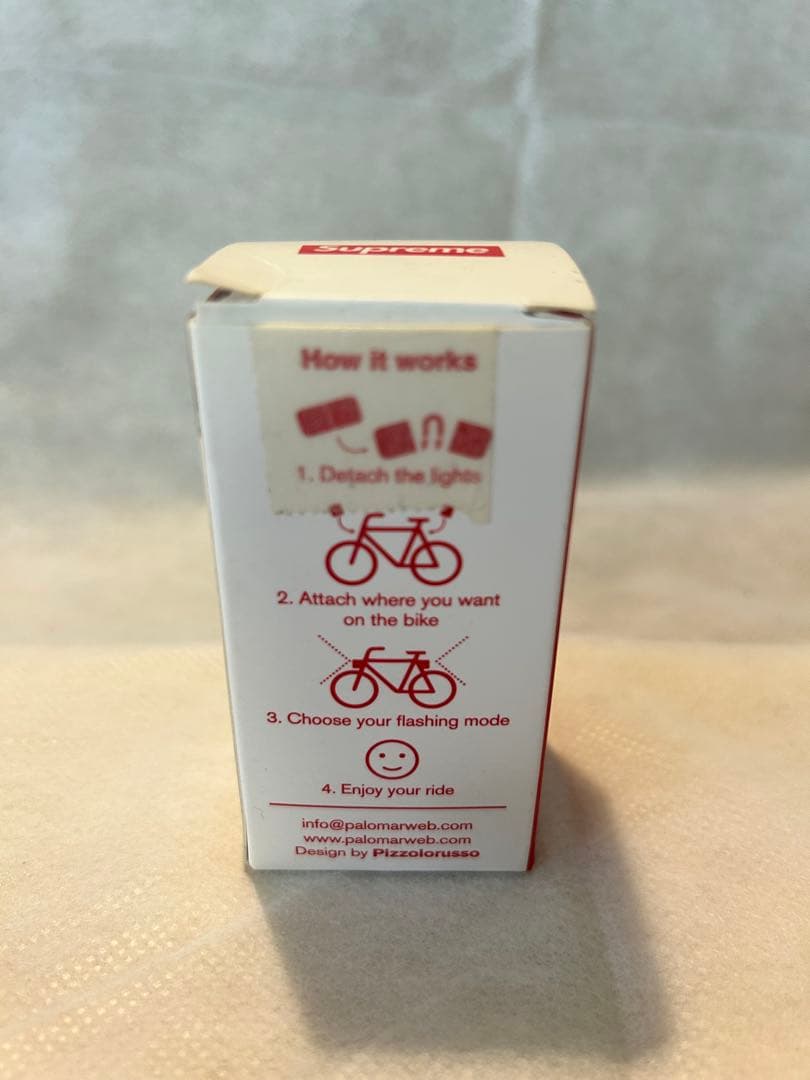 Supreme
How it works
1. Detach the lights
2. Attach where you want
on the bike
3. Choose your flashing mode
4. Enjoy your ride
info@palomarweb.com
www.palomarweb.com
Design by Pizzolorusso